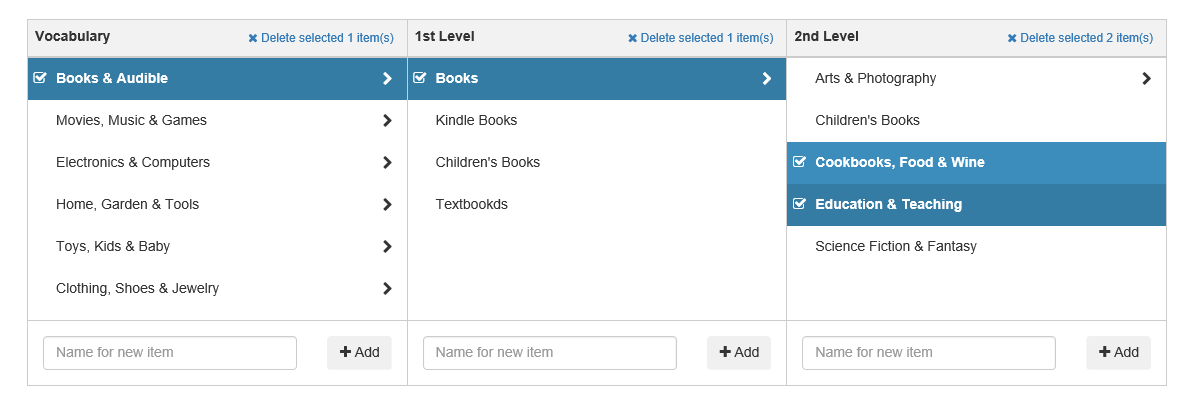 Vocabulary
Delete selected 1 item(s)
Books & Audible
Movies, Music & Games
Electronics & Computers
Home, Garden & Tools
Toys, Kids & Baby
Clothing, Shoes & Jewelry
Name for new item
Add
1st Level
Delete selected 1 item(s)
Books
Kindle Books
Children's Books
Textbookds
Name for new item
Add
2nd Level
Delete selected 2 item(s)
Arts & Photography
Children's Books
Cookbooks, Food & Wine
Education & Teaching
Science Fiction & Fantasy
Name for new item
Add